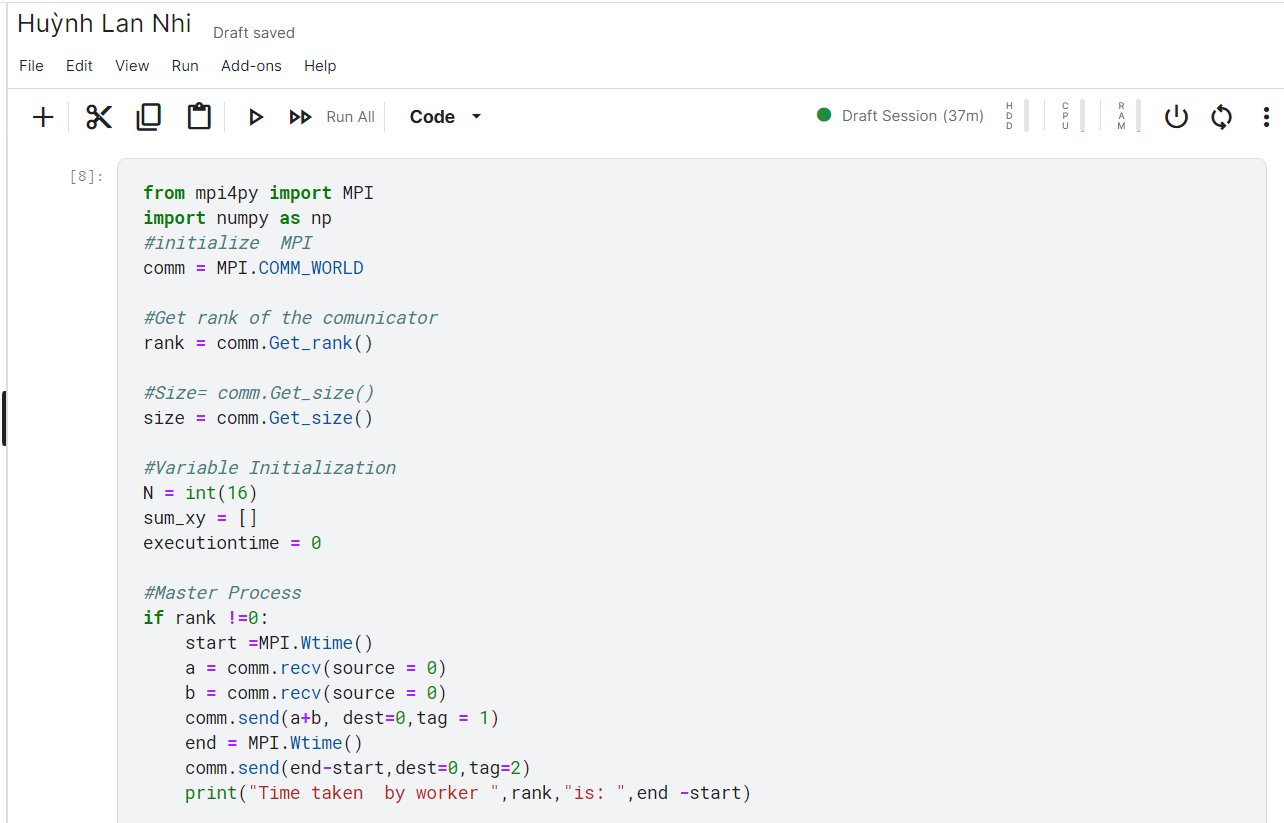 Huỳnh Lan Nhi Draft saved
File Edit View Run Add-ons Help
Run All Code Draft Session (37m) HDD CPU RAM
[8]:
from mpi4py import MPI
import numpy as np
#initialize  MPI
comm = MPI.COMM_WORLD
#Get rank of the comunicator
rank = comm.Get_rank()
#Size= comm.Get_size()
size = comm.Get_size()
#Variable Initialization
N = int(16)
sum_xy = []
executiontime = 0
#Master Process
if rank !=0:
    start =MPI.Wtime()
    a = comm.recv(source = 0)
    b = comm.recv(source = 0)
    comm.send(a+b, dest=0,tag = 1)
    end = MPI.Wtime()
    comm.send(end-start,dest=0,tag=2)
    print("Time taken  by worker ",rank,"is: ",end -start)